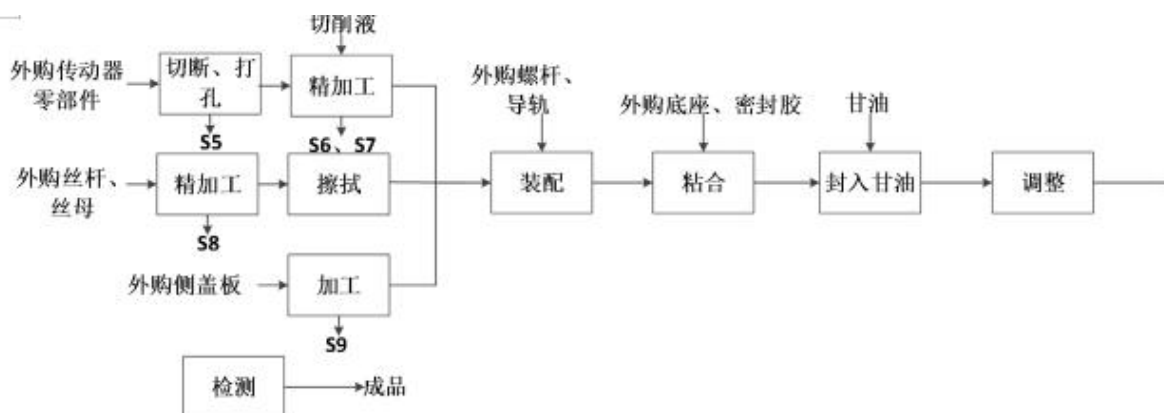 切削液
外购传动器
零部件
切断、打
孔
精加工
S5
S6、S7
外购丝杆、
丝母
精加工
擦拭
S8
外购侧盖板
加工
S9
外购螺杆、
导轨
装配
外购底座、密封胶
粘合
甘油
封入甘油
调整
检测
成品